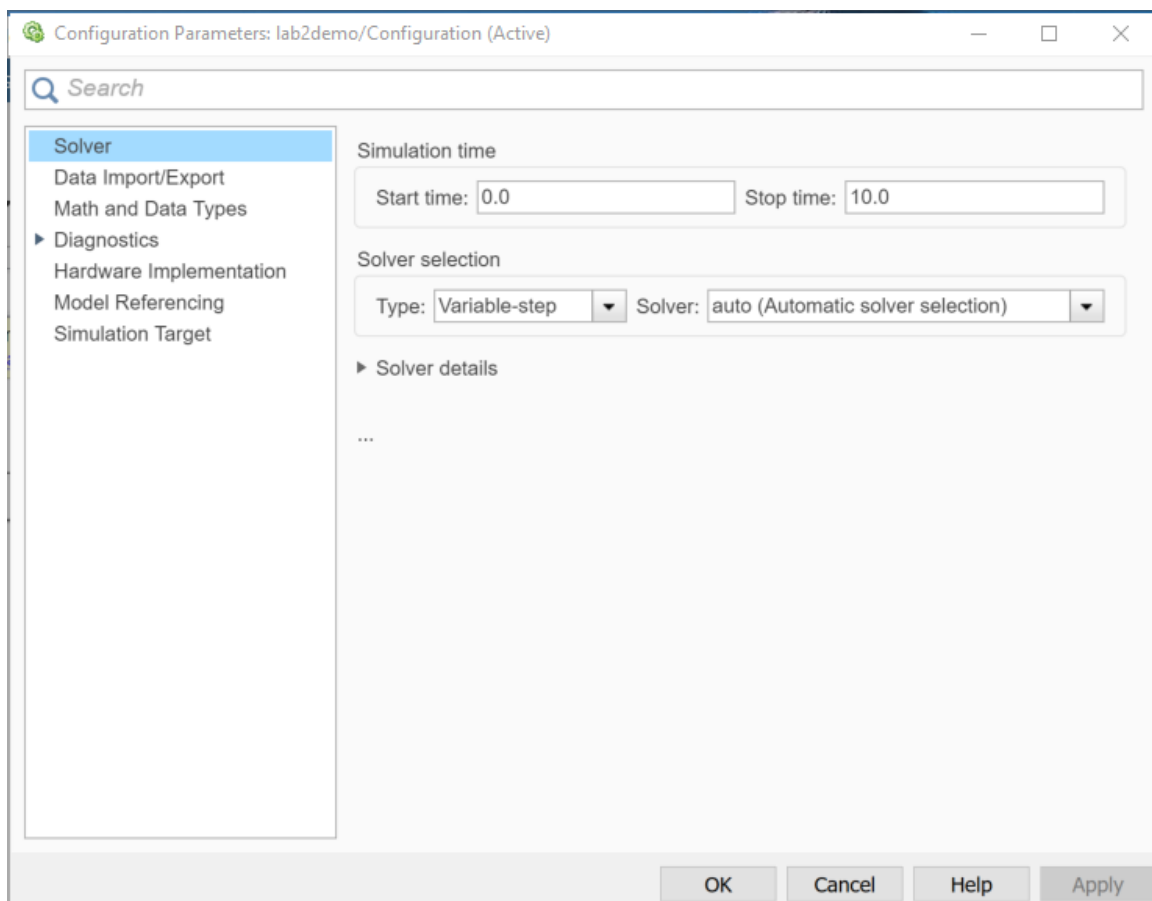 Configuration Parameters: lab2demo/Configuration (Active)
Search
Solver
Data Import/Export
Math and Data Types
Diagnostics
Hardware Implementation
Model Referencing
Simulation Target
Simulation time
Start time: 0.0 Stop time: 10.0
Solver selection
Type: Variable-step Solver: auto (Automatic solver selection)
Solver details
...
OK Cancel Help Apply